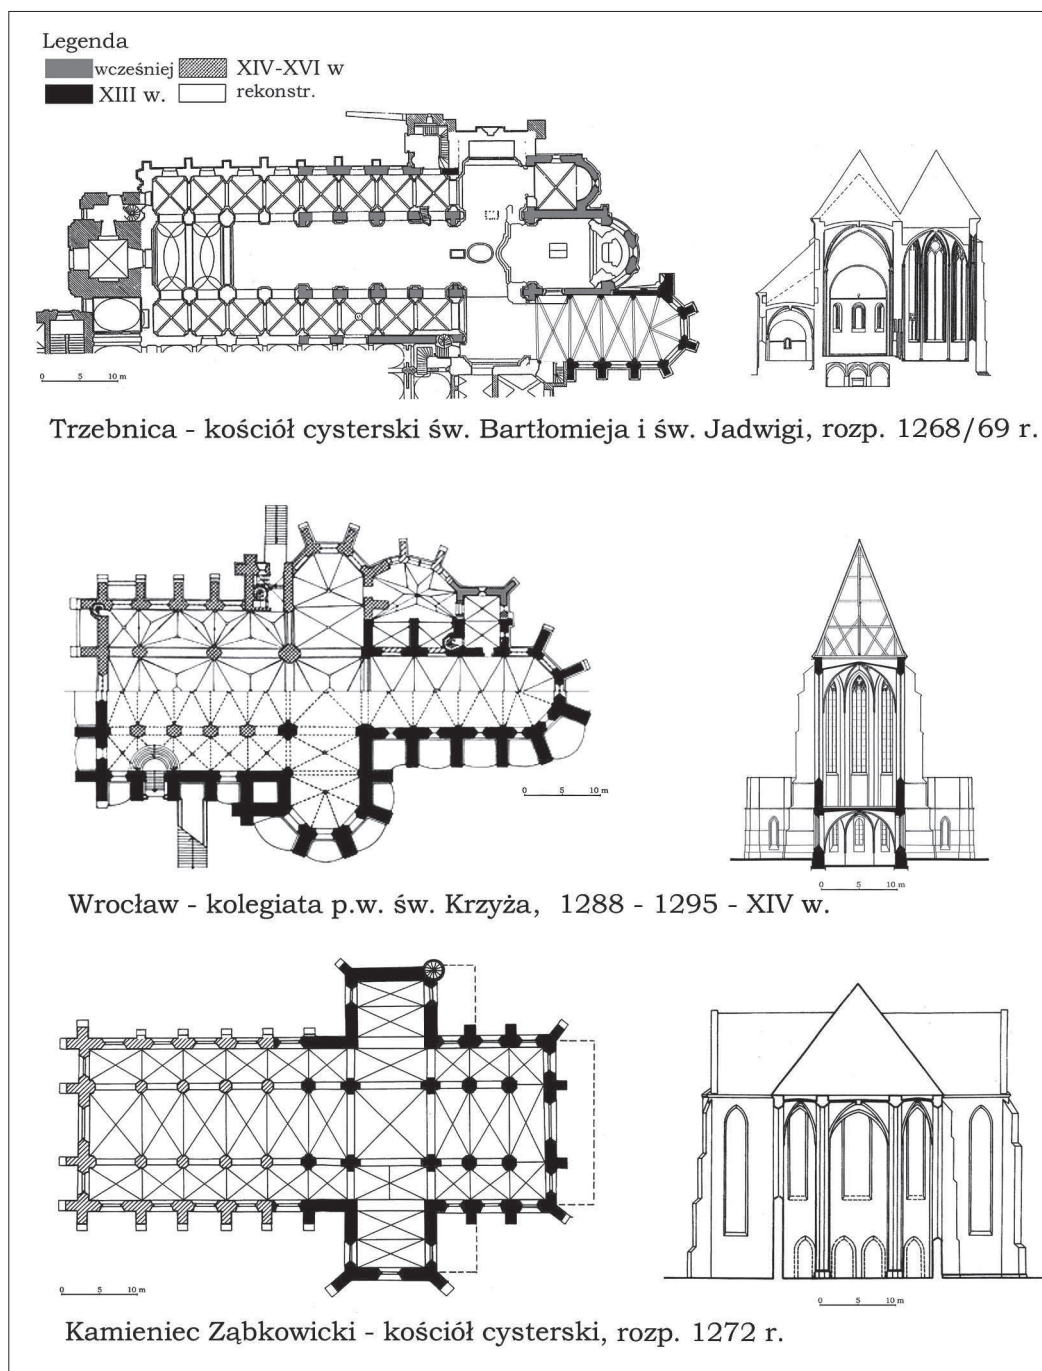 Legenda
wcześniej XIV-XVI w
XIII w. rekonstr.
0 5 10 m
Trzebnica - kościół cysterski św. Bartłomieja i św. Jadwigi, rozp. 1268/69 r.
0 5 10 m
0 5 10 m
Wrocław - kolegiata p.w. św. Krzyża, 1288 - 1295 - XIV w.
0 5 10 m
0 5 10 m
Kamieniec Ząbkowicki - kościół cysterski, rozp. 1272 r.